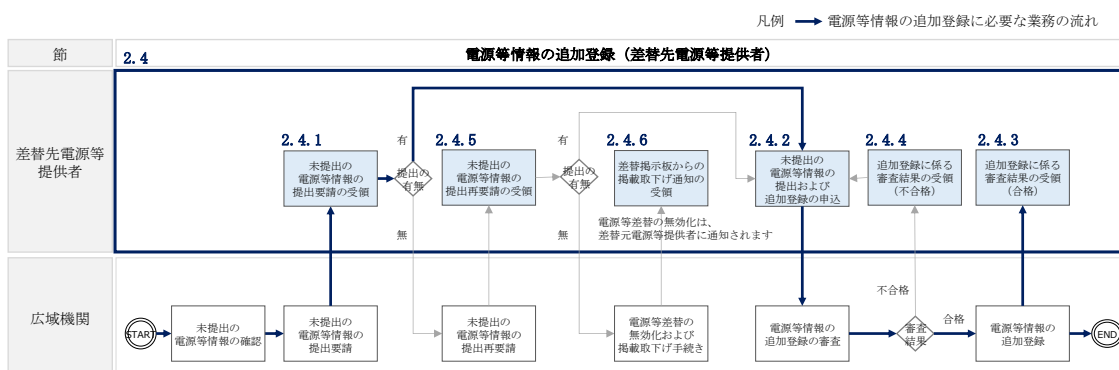 凡例 電源等情報の追加登録に必要な業務の流れ
節
2.4 電源等情報の追加登録（差替先電源等提供者）
差替先電源等
提供者
2.4.1
未提出の
電源等情報の
提出要請の受領
有
提出の
有無
無
2.4.5
未提出の
電源等情報の
提出再要請の受領
有
提出の
有無
無
2.4.6
差替掲示板からの
掲載取下げ通知の
受領
電源等差替の無効化は、
差替元電源等提供者に通知されます
2.4.2
未提出の
電源等情報の
提出および
追加登録の申込
2.4.4
追加登録に係る
審査結果の受領
（不合格）
2.4.3
追加登録に係る
審査結果の受領
（合格）
広域機関
START
未提出の
電源等情報の確認
未提出の
電源等情報の
提出要請
未提出の
電源等情報の
提出再要請
電源等差替の
無効化および
掲載取下げ手続き
電源等情報の
追加登録の審査
不合格
審査
結果
合格
電源等情報の
追加登録
END